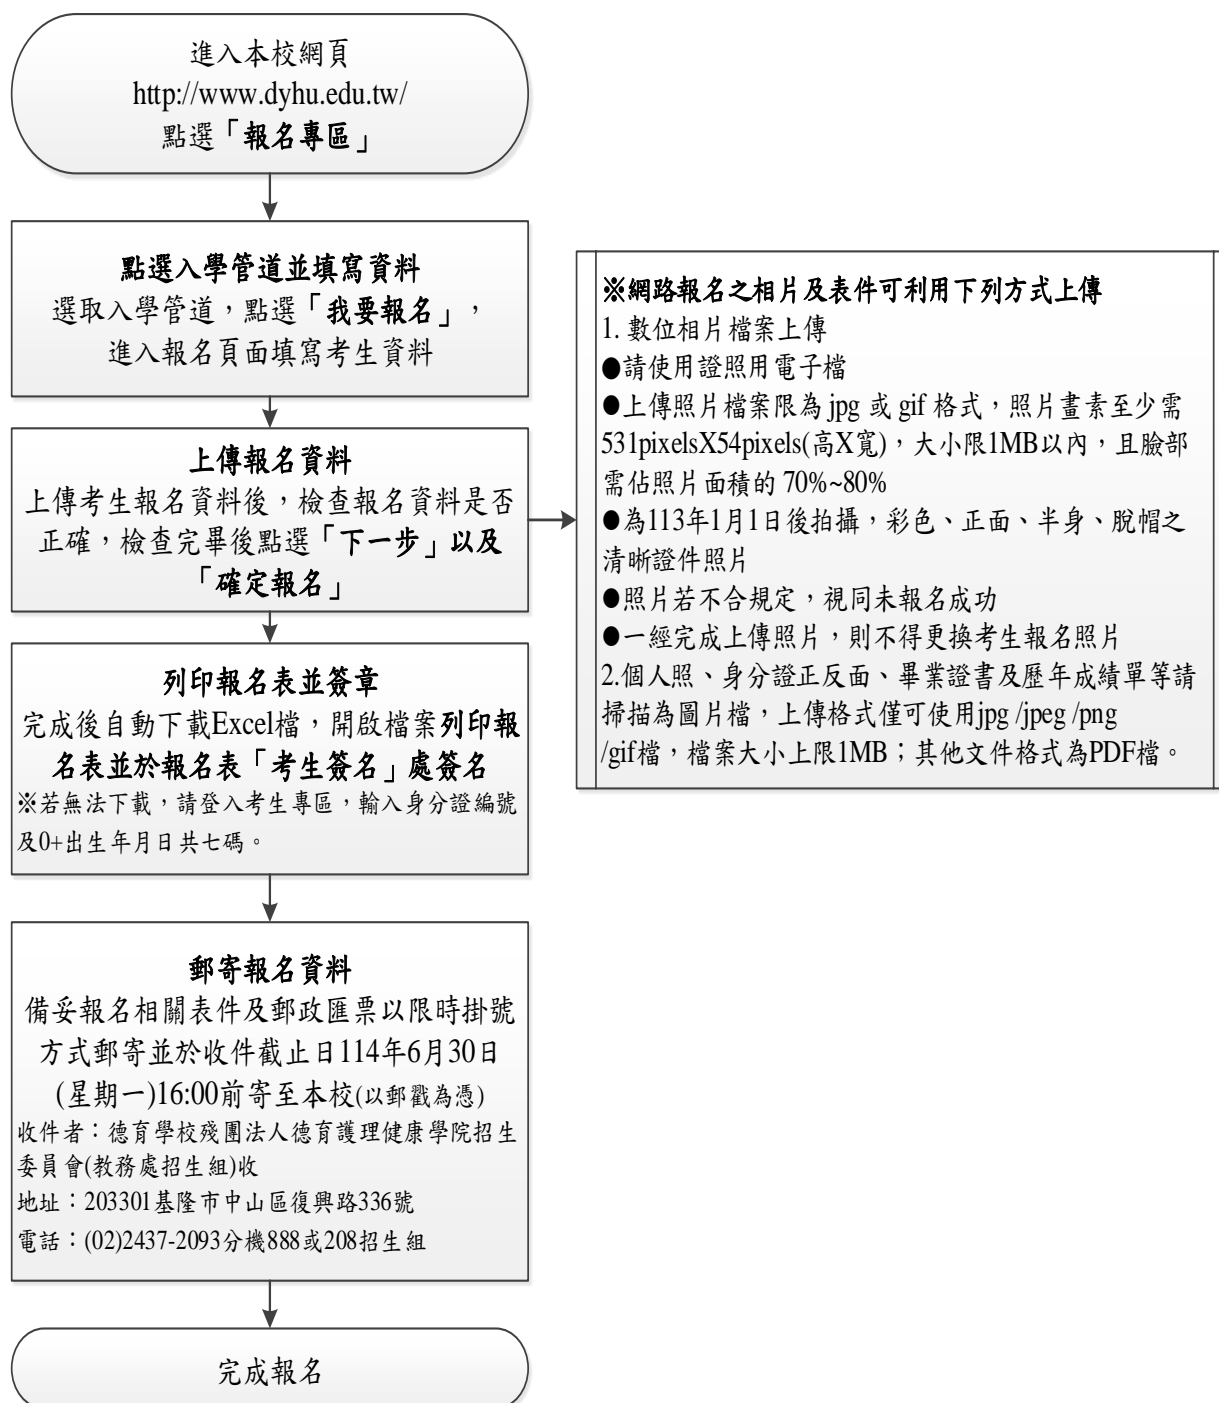 進入本校網頁
http://www.dyhu.edu.tw/
點選「報名專區」
點選入學管道並填寫資料
選取入學管道，點選「我要報名」，
進入報名頁面填寫考生資料
上傳報名資料
上傳考生報名資料後，檢查報名資料是否
正確，檢查完畢後點選「下一步」以及
「確定報名」
※網路報名之相片及表件可利用下列方式上傳
1. 數位相片檔案上傳
●請使用證照用電子檔
●上傳照片檔案限為 jpg 或 gif 格式，照片畫素至少需
531pixelsX54pixels(高X寬)，大小限1MB以內，且臉部
需佔照片面積的 70%~80%
●為113年1月1日後拍攝，彩色、正面、半身、脫帽之
清晰證件照片
●照片若不合規定，視同未報名成功
●一經完成上傳照片，則不得更換考生報名照片
2.個人照、身分證正反面、畢業證書及歷年成績單等請
掃描為圖片檔，上傳格式僅可使用jpg /jpeg /png
/gif檔，檔案大小上限1MB；其他文件格式為PDF檔。
列印報名表並簽章
完成後自動下載Excel檔，開啟檔案列印報
名表並於報名表「考生簽名」處簽名
※若無法下載，請登入考生專區，輸入身分證編號
及0+出生年月日共七碼。
郵寄報名資料
備妥報名相關表件及郵政匯票以限時掛號
方式郵寄並於收件截止日114年6月30日
(星期一)16:00前寄至本校(以郵戳為憑)
收件者：德育學校殘團法人德育護理健康學院招生
委員會(教務處招生組)收
地址：203301基隆市中山區復興路336號
電話：(02)2437-2093分機888或208招生組
完成報名